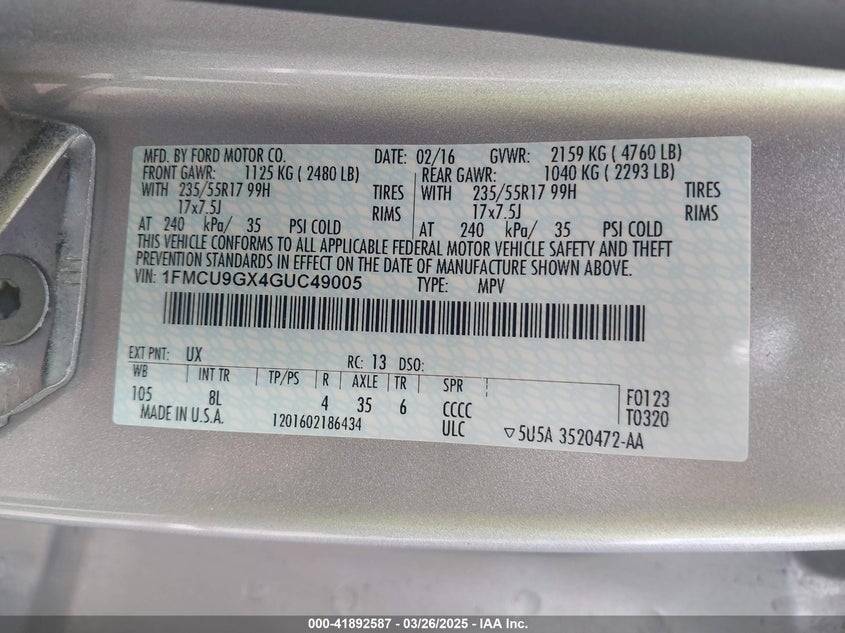 MFD. BY FORD MOTOR CO. DATE: 02/16 GVWR: 2159 KG ( 4760 LB)
FRONT GAWR: 1125 KG ( 2480 LB) REAR GAWR: 1040 KG ( 2293 LB)
WITH 235/55R17 99H TIRES WITH 235/55R17 99H TIRES
17x7.5J RIMS 17x7.5J RIMS
AT 240 kPa/ 35 PSI COLD AT 240 kPa/ 35 PSI COLD
THIS VEHICLE CONFORMS TO ALL APPLICABLE FEDERAL MOTOR VEHICLE SAFETY AND THEFT
PREVENTION STANDARDS IN EFFECT ON THE DATE OF MANUFACTURE SHOWN ABOVE.
VIN: 1FMCU9GX4GUC49005 TYPE: MPV
EXT PNT: UX RC: 13 DSO:
WB INT TR TP/PS R AXLE TR SPR
105 8L 4 35 6 CCCC F0123
MADE IN U.S.A. 1201602186434 ULC T0320
▽5U5A 3520472-AA
000-41892587 - 03/26/2025 - IAA Inc.